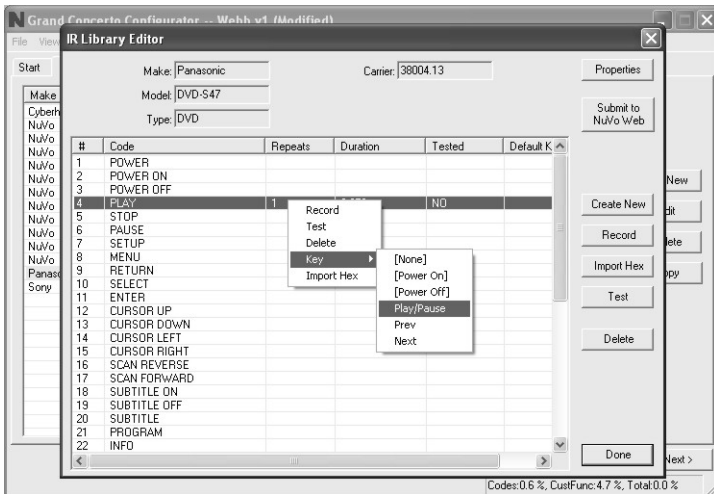 Grand Concerto Configurator -- Webb v1 (Modified)
File View
IR Library Editor
Start
Make: Panasonic
Carrier: 38004.13
Properties
Model: DVD-S47
Type: DVD
Submit to
NuVo Web
Make
Cyberh
NuVo
NuVo
NuVo
NuVo
NuVo
NuVo
NuVo
NuVo
NuVo
NuVo
NuVo
Panaso
Sony
# Code Repeats Duration Tested Default K
1 POWER
2 POWER ON
3 POWER OFF
4 PLAY 1 NO
5 STOP
6 PAUSE
7 SETUP
8 MENU
9 RETURN
10 SELECT
11 ENTER
12 CURSOR UP
13 CURSOR DOWN
14 CURSOR LEFT
15 CURSOR RIGHT
16 SCAN REVERSE
17 SCAN FORWARD
18 SUBTITLE ON
19 SUBTITLE OFF
20 SUBTITLE
21 PROGRAM
22 INFO
Record
Test
Delete
Key
Import Hex
[None]
[Power On]
[Power Off]
Play/Pause
Prev
Next
Create New
Record
Import Hex
Test
Delete
Done
New
dit
lete
opy
Next >
Codes:0.6 %, CustFunc:4.7 %, Total:0.0 %